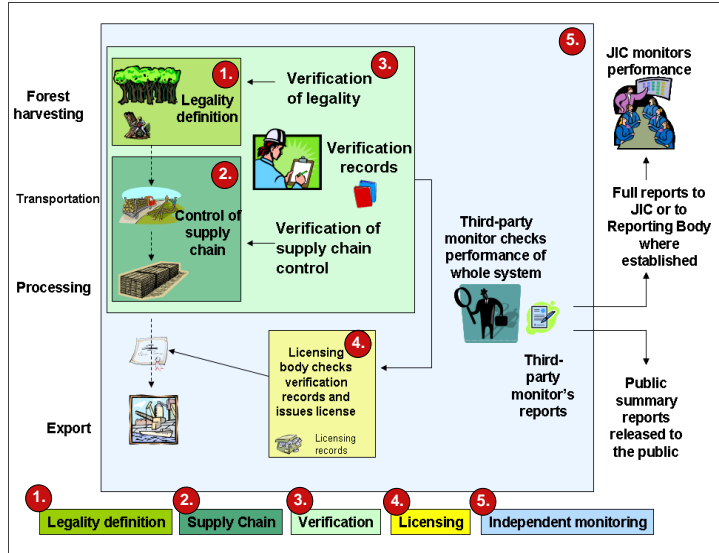 Forest
harvesting
Transportation
Processing
Export
1.
Legality
definition
2.
Control of
supply
chain
3.
Verification
of legality
Verification
records
Verification of
supply chain
control
4.
Licensing
body checks
verification
records and
issues license
Licensing
records
5.
Third-party
monitor checks
performance of
whole system
Third-
party
monitor's
reports
JIC monitors
performance
Full reports to
JIC or to
Reporting Body
where
established
Public
summary
reports
released to
the public
1.
Legality definition
2.
Supply Chain
3.
Verification
4.
Licensing
5.
Independent monitoring